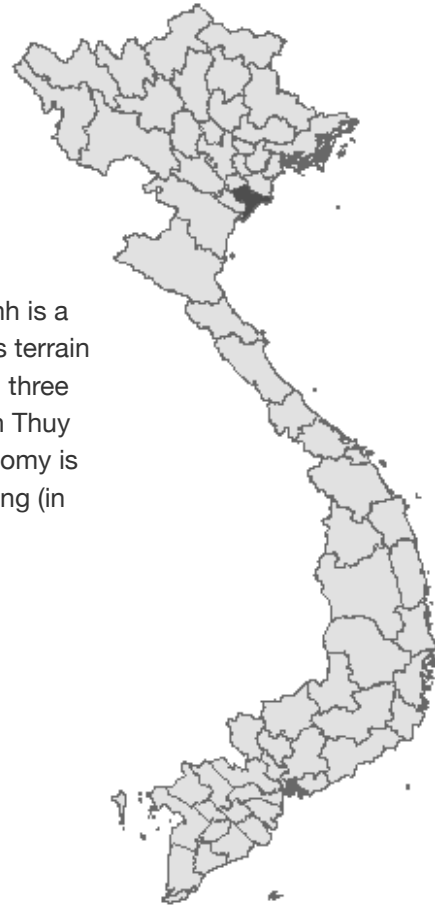 nh is a
s terrain
three
n Thuy
omy is
ng (in